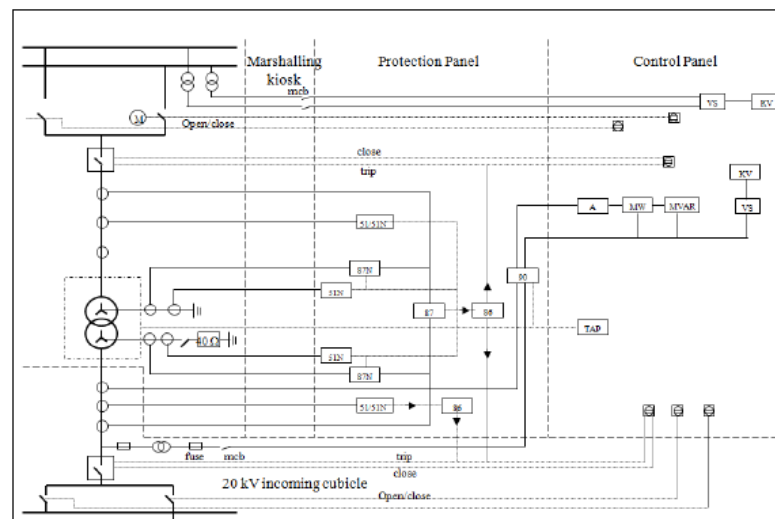 Marshalling kiosk
Protection Panel
Control Panel
mcb
VS
KV
M
Open/close
close
trip
KV
A
MW
MVAR
VS
51/51N
87N
90
51N
87
86
TAP
40 Ω
51N
87N
51/51N
86
fuse
mcb
trip
close
20 kV incoming cubicle
Open/close